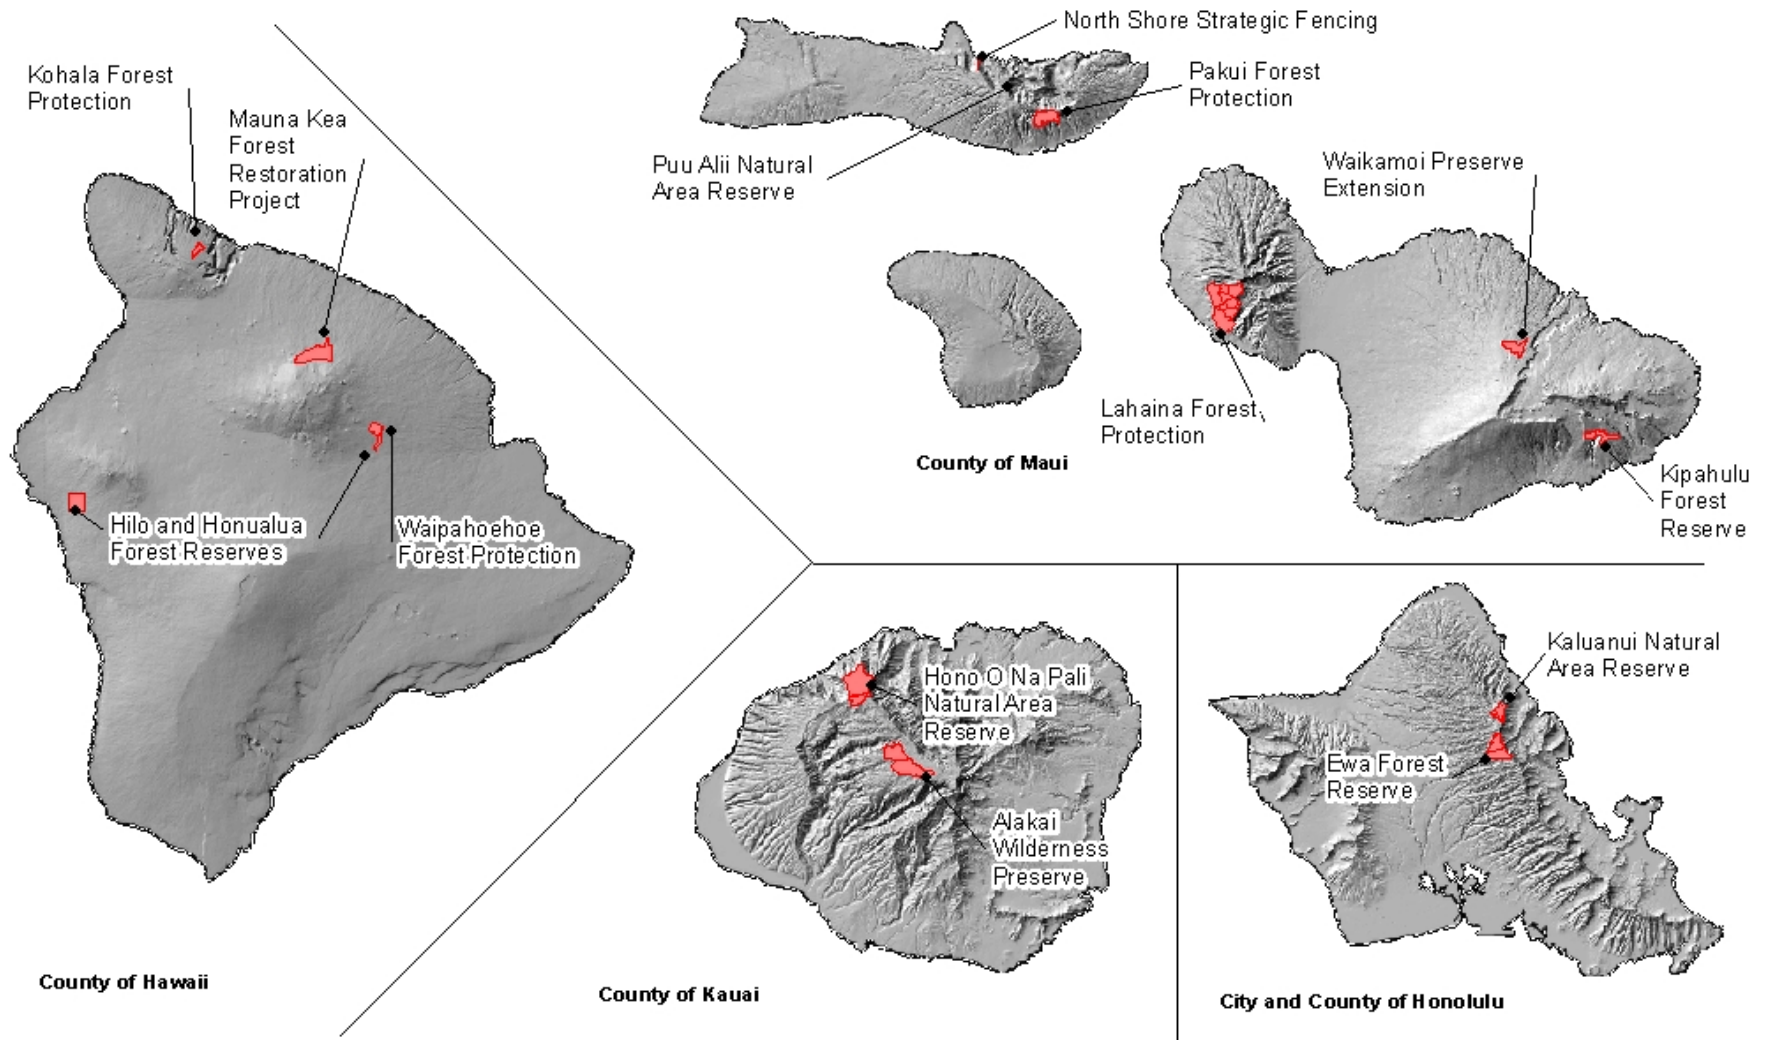 Kohala Forest
Protection
Mauna Kea
Forest
Restoration
Project
Hilo and Honualua
Forest Reserves
Waipahoehoe
Forest Protection
County of Hawaii
North Shore Strategic Fencing
Pakui Forest
Protection
Puu Alii Natural
Area Reserve
Waikamoi Preserve
Extension
Lahaina Forest
Protection
County of Maui
Kipahulu
Forest
Reserve
Hono O Na Pali
Natural Area
Reserve
Alakai
Wilderness
Preserve
County of Kauai
Kaluanui Natural
Area Reserve
Ewa Forest
Reserve
City and County of Honolulu